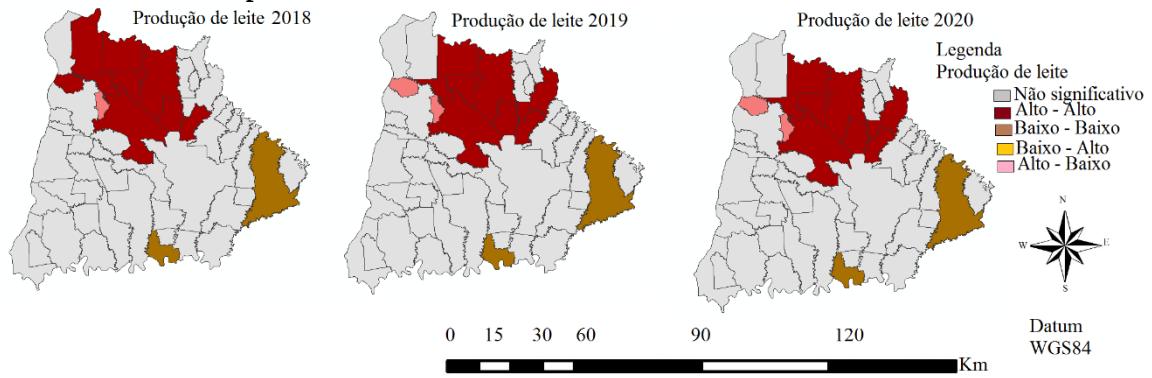 Produção de leite 2018
Produção de leite 2019
Produção de leite 2020
Legenda
Produção de leite
Não significativo
Alto - Alto
Baixo - Baixo
Baixo - Alto
Alto - Baixo
N
W
E
S
0 15 30 60 90 120
Km
Datum
WGS84